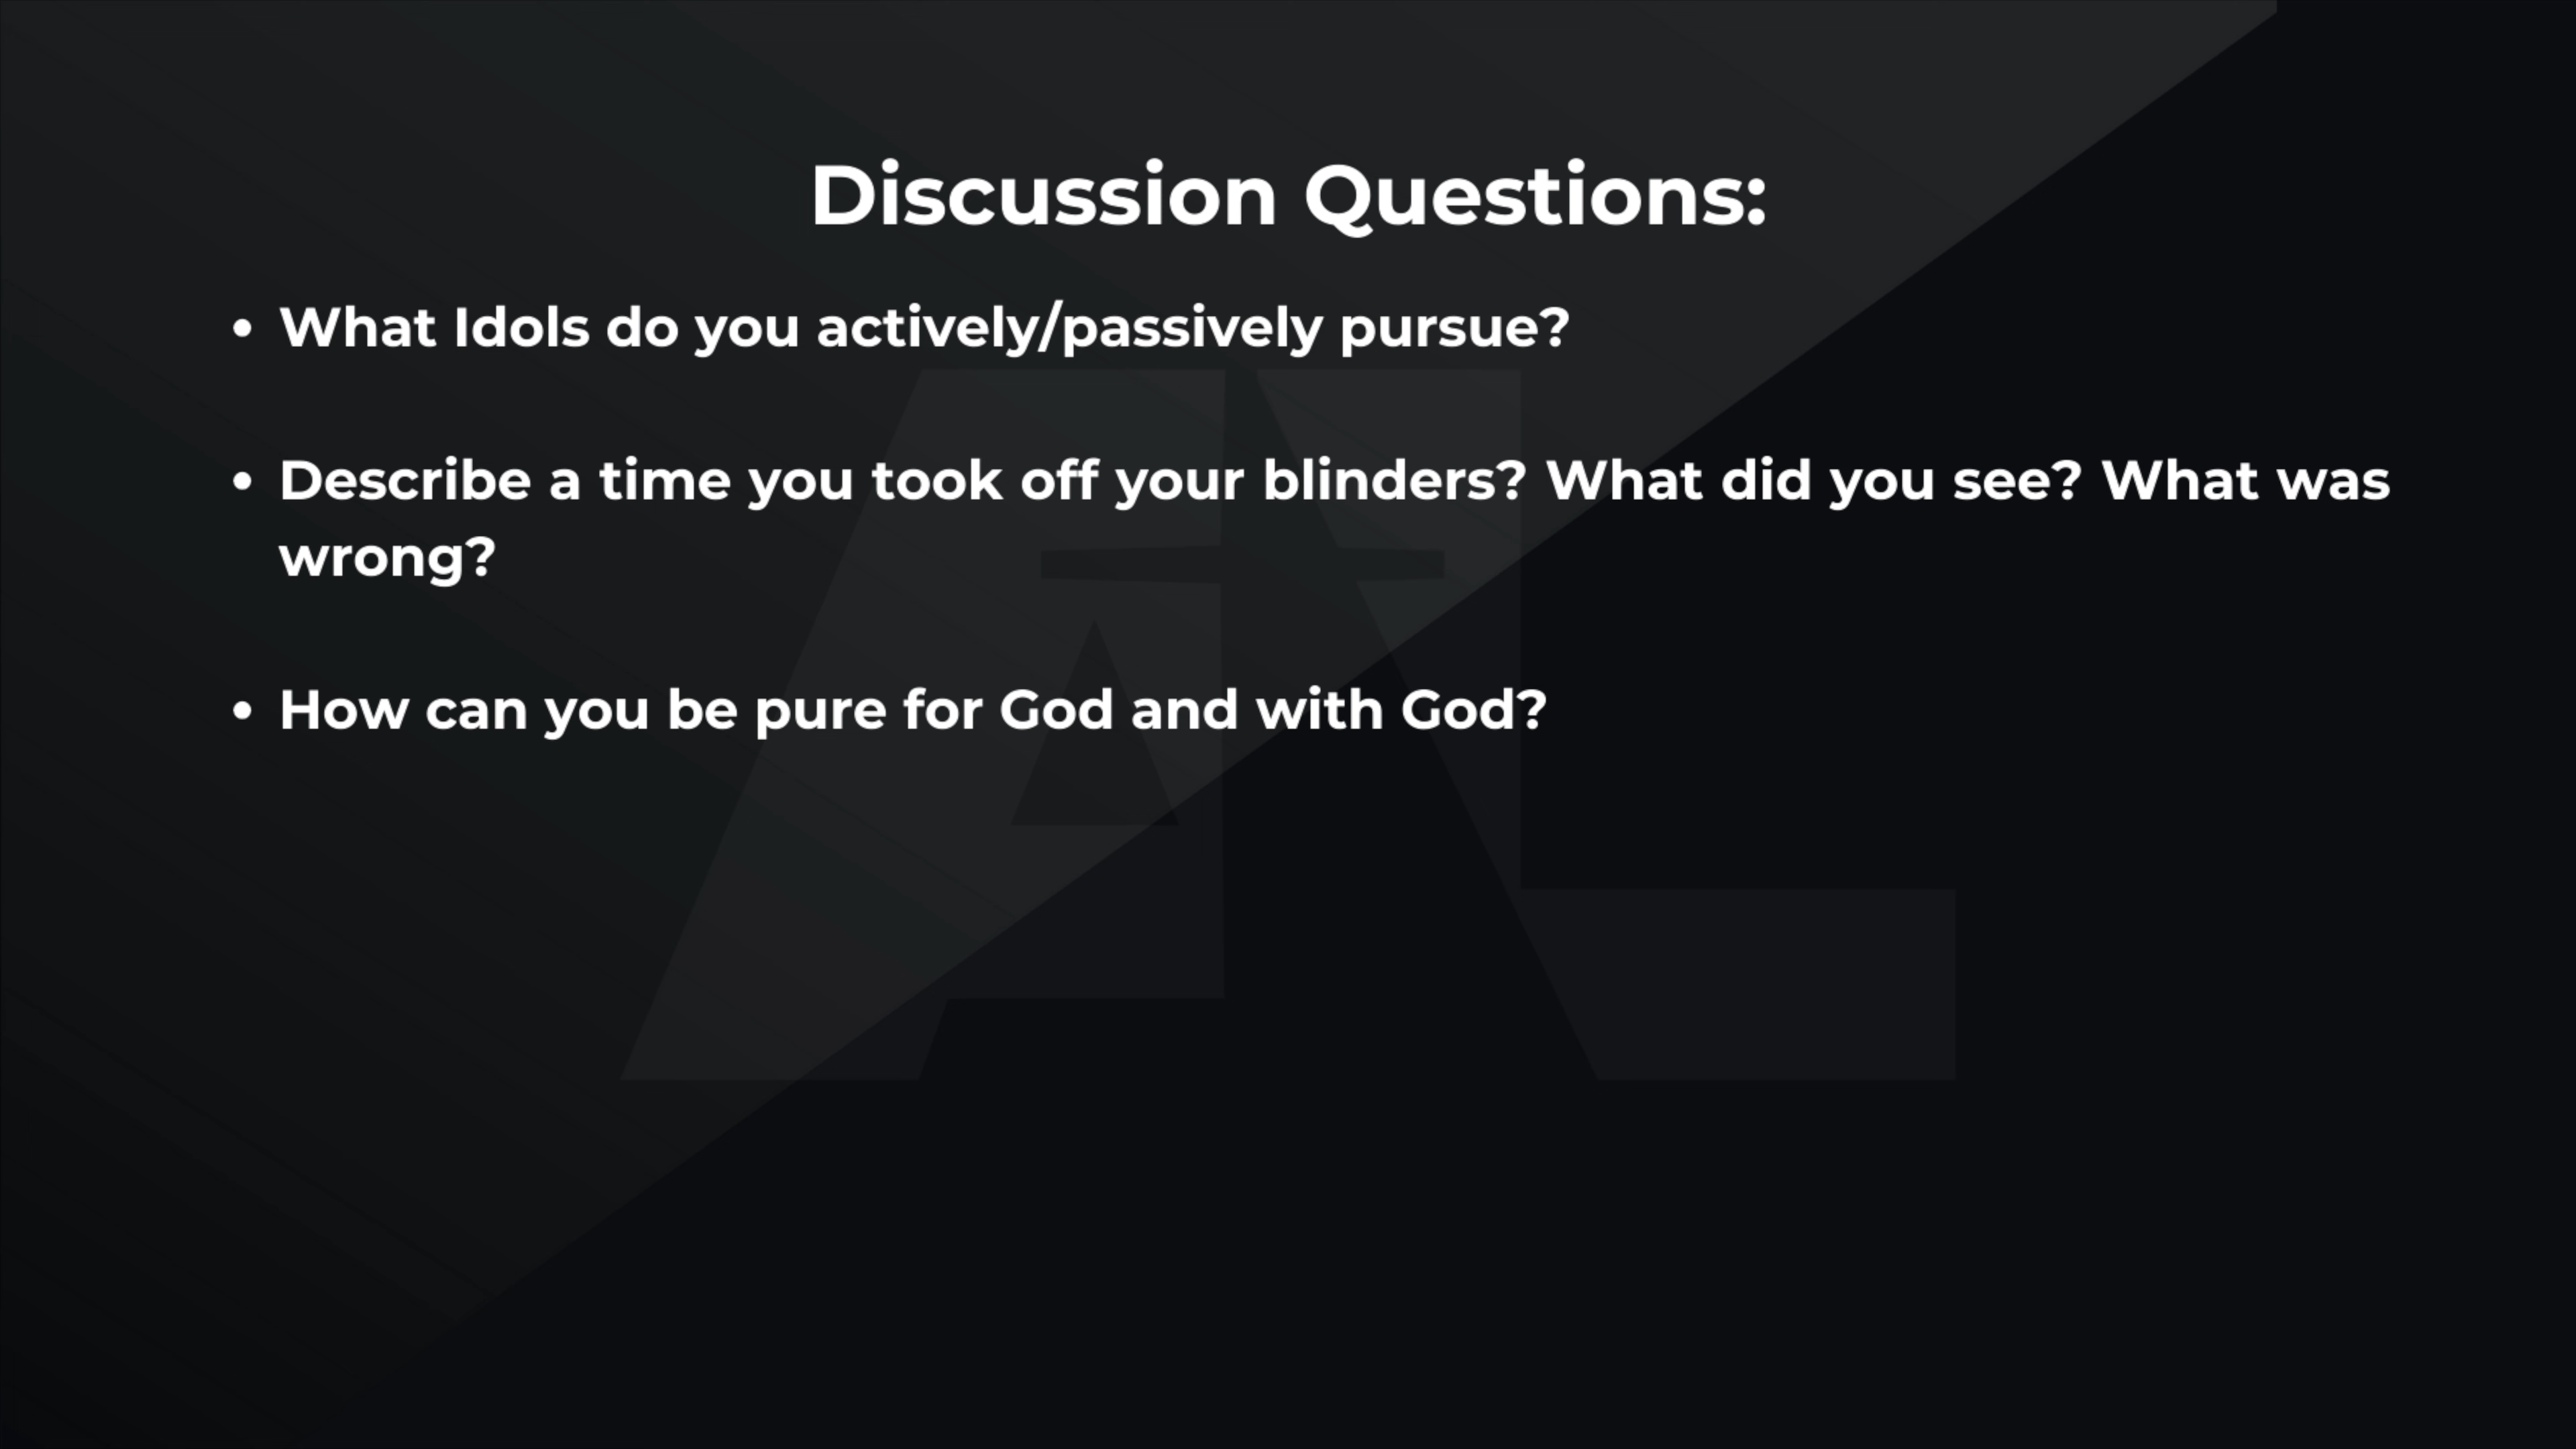 Discussion Questions:
• What Idols do you actively/passively pursue?
• Describe a time you took off your blinders? What did you see? What was
wrong?
• How can you be pure for God and with God?